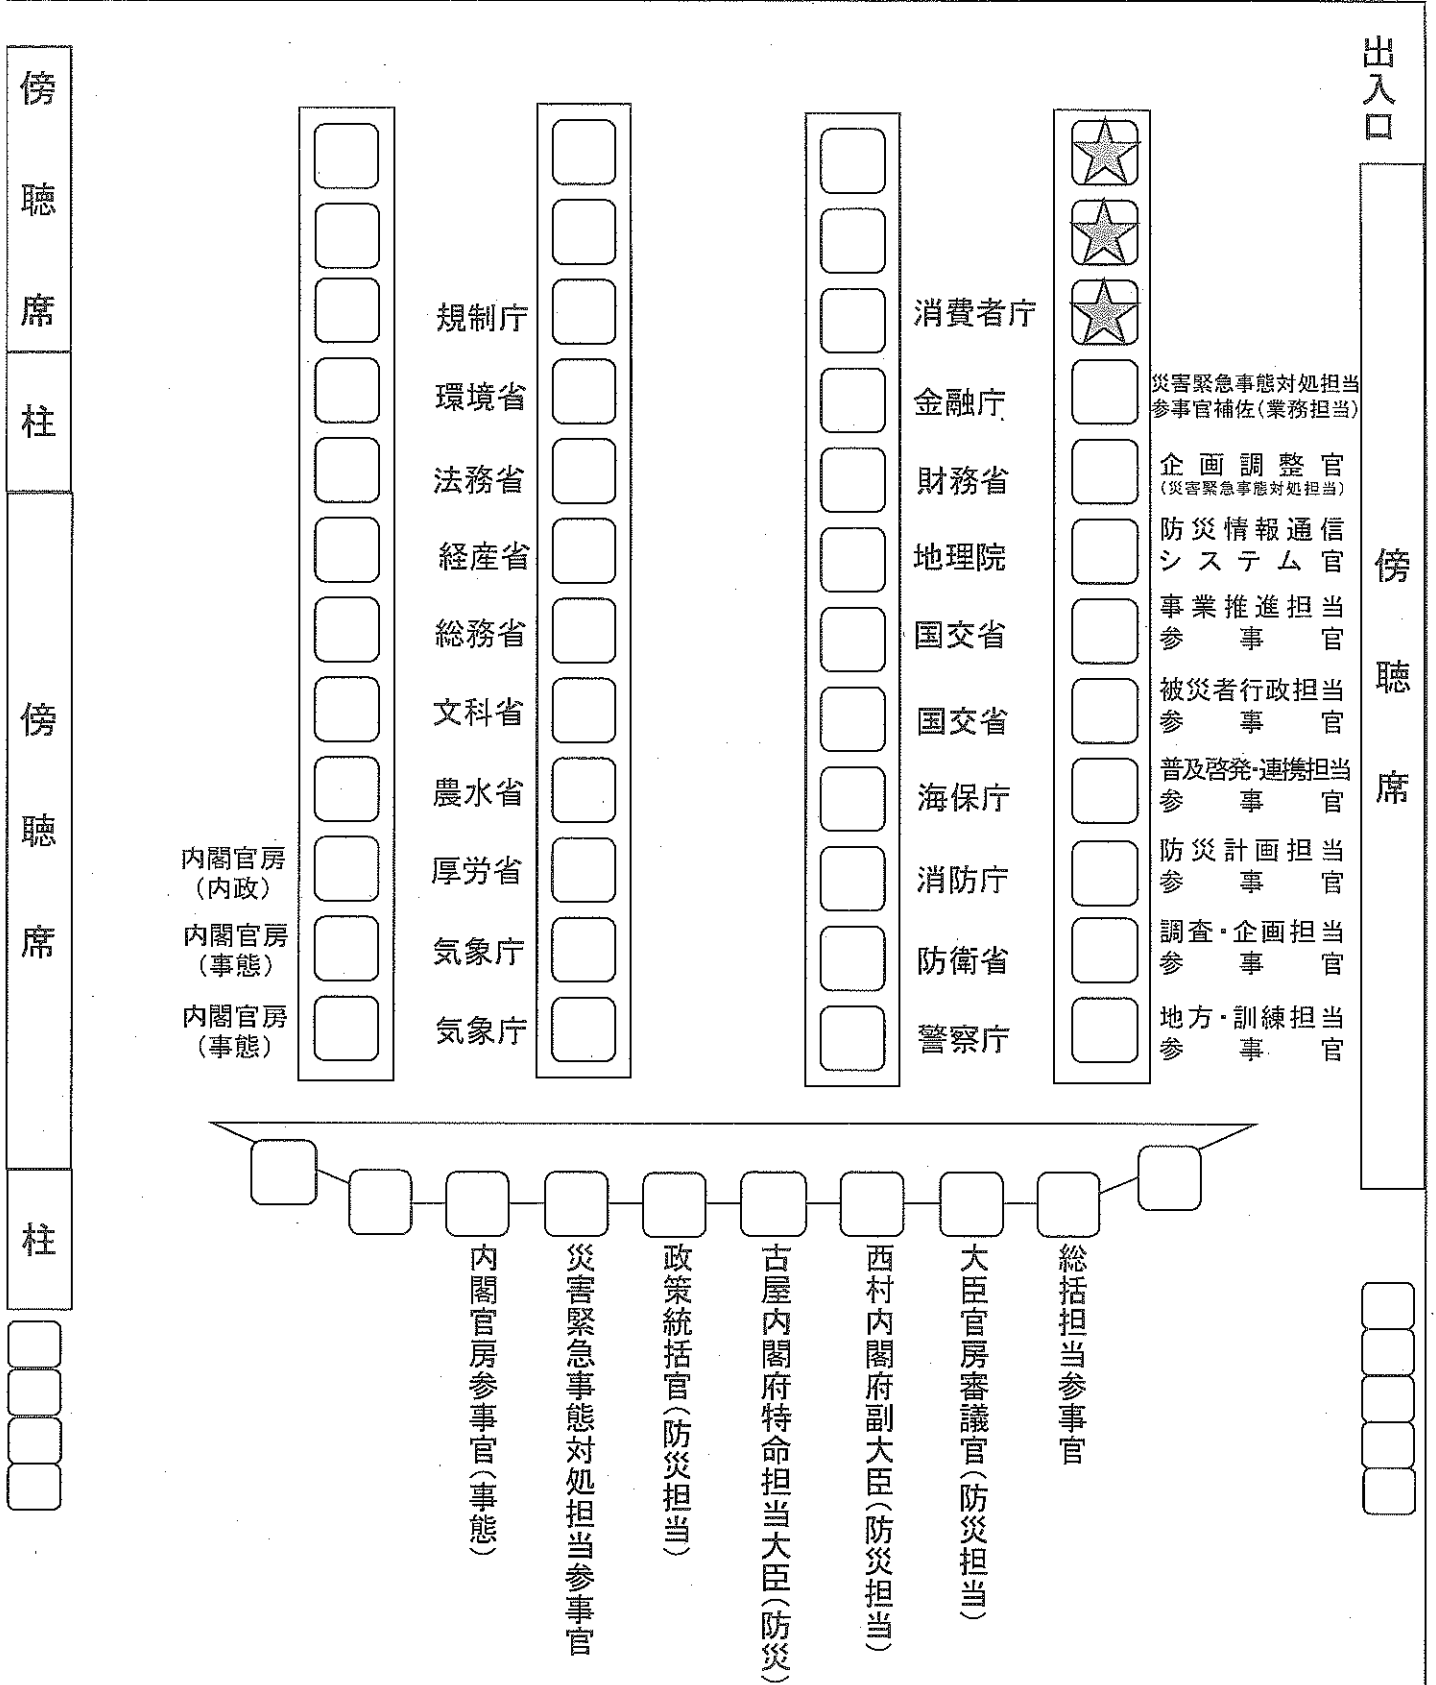 出入口
傍聴席
柱
傍聴席
柱
内閣官房
（内政）
内閣官房
（事態）
内閣官房
（事態）
規制庁
環境省
法務省
経産省
総務省
文科省
農水省
厚労省
気象庁
気象庁
消費者庁
金融庁
財務省
地理院
国交省
国交省
海保庁
消防庁
防衛省
警察庁
災害緊急事態対処担当
参事官補佐（業務担当）
企画調整官
（災害緊急事態対処担当）
防災情報通信
システム官
事業推進担当
参事官
被災者行政担当
参事官
普及啓発・連携担当
参事官
防災計画担当
参事官
調査・企画担当
参事官
地方・訓練担当
参事官
傍聴席
内閣官房参事官（事態）
災害緊急事態対処担当参事官
政策統括官（防災担当）
古屋内閣府特命担当大臣（防災）
西村内閣府副大臣（防災担当）
大臣官房審議官（防災担当）
総括担当参事官